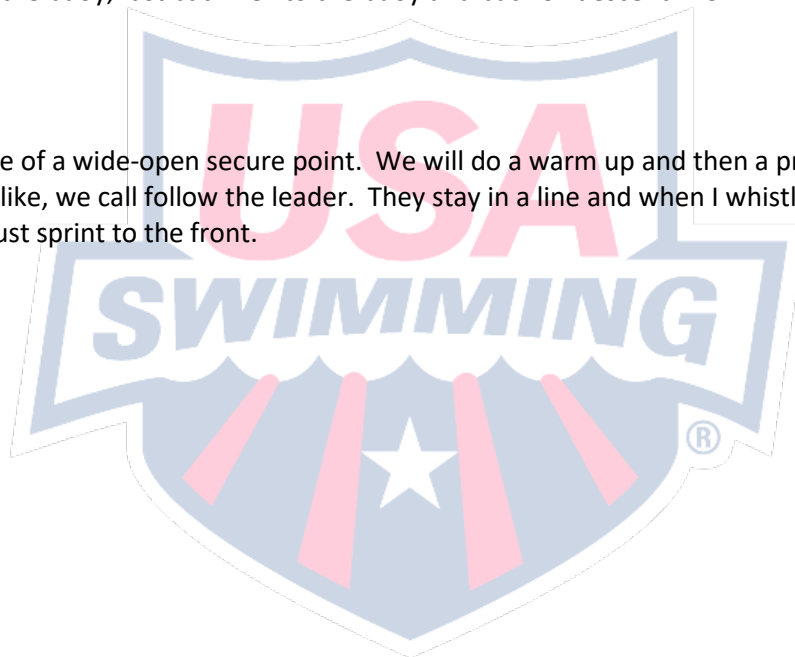 e of a wide-open secure point. We will do a warm up and then a pr
like, we call follow the leader. They stay in a line and when I whistl
ust sprint to the front.
USA
SWIMMING
®